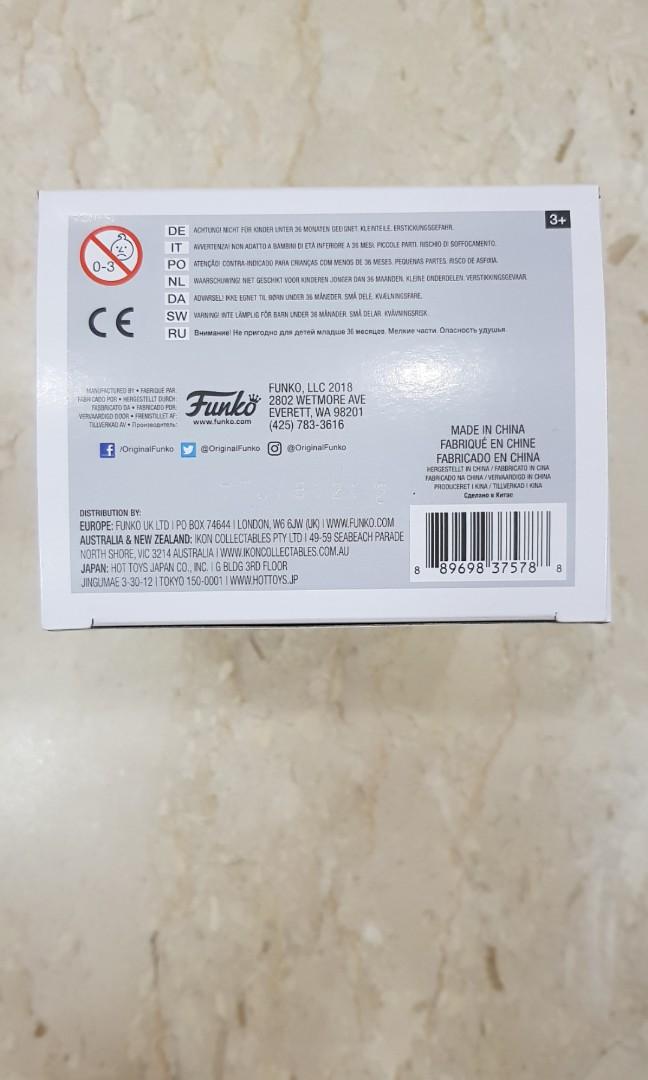 3+
0-3
DE ACHTUNG! NICHT FÜR KINDER UNTER 36 MONATEN GEEIGNET. KLEINTEILE. ERSTICKUNGSGEFAHR.
IT AVVERTENZA! NON ADATTO A BAMBINI DI ETÀ INFERIORE A 36 MESI. PICCOLE PARTI. RISCHIO DI SOFFOCAMENTO.
PO ATENÇÃO! CONTRA-INDICADO PARA CRIANÇAS COM MENOS DE 36 MESES. PEQUENAS PARTES. RISCO DE ASFIXIA.
NL WAARSCHUWING! NIET GESCHIKT VOOR KINDEREN JONGER DAN 36 MAANDEN. KLEINE ONDERDELEN. VERSTIKKINGSGEVAAR.
DA ADVARSEL! IKKE EGNET TIL BØRN UNDER 36 MÅNEDER. SMÅ DELE. KVÆLNINGSFARE.
SW VARNING! INTE LÄMPLIG FÖR BARN UNDER 36 MÅNADER. SMÅ DELAR. KVÄVNINGSRISK.
RU Внимание! Не пригодно для детей младше 36 месяцев. Мелкие части. Опасность удушья.
CE
MANUFACTURED BY • FABRIQUÉ PAR:
FABRICADO POR • HERGESTELLT DURCH:
FABBRICATO DA • FABRICADO POR:
VERVAARDIGD DOOR • FREMSTILLET AF:
TILLVERKAD AV • Производитель:
Funko
www.funko.com
FUNKO, LLC 2018
2802 WETMORE AVE
EVERETT, WA 98201
(425) 783-3616
/OriginalFunko @OriginalFunko @OriginalFunko
MADE IN CHINA
FABRIQUÉ EN CHINE
FABRICADO EN CHINA
HERGESTELLT IN CHINA / FABBRICATO IN CINA
FABRICADO NA CHINA / VERVAARDIGD IN CHINA
PRODUCERET I KINA / TILLVERKAD I KINA
Сделано в Китае
DISTRIBUTION BY:
EUROPE: FUNKO UK LTD | PO BOX 74644 | LONDON, W6 6JW (UK) | WWW.FUNKO.COM
AUSTRALIA & NEW ZEALAND: IKON COLLECTABLES PTY LTD | 49-59 SEABEACH PARADE
NORTH SHORE, VIC 3214 AUSTRALIA | WWW.IKONCOLLECTABLES.COM.AU
JAPAN: HOT TOYS JAPAN CO., INC. | G BLDG 3RD FLOOR
JINGUMAE 3-30-12 | TOKYO 150-0001 | WWW.HOTTOYS.JP
8 89698 37578 8